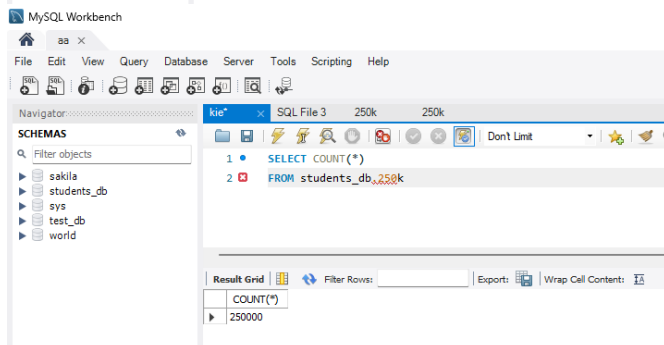 MySQL Workbench
aa
File Edit View Query Database Server Tools Scripting Help
Navigator
kie* SQL File 3 250k 250k
SCHEMAS
Don't Limit
Filter objects
1 SELECT COUNT(*)
2 FROM students_db.250k
sakila
students_db
sys
test_db
world
Result Grid Filter Rows: Export: Wrap Cell Content:
COUNT(*)
250000